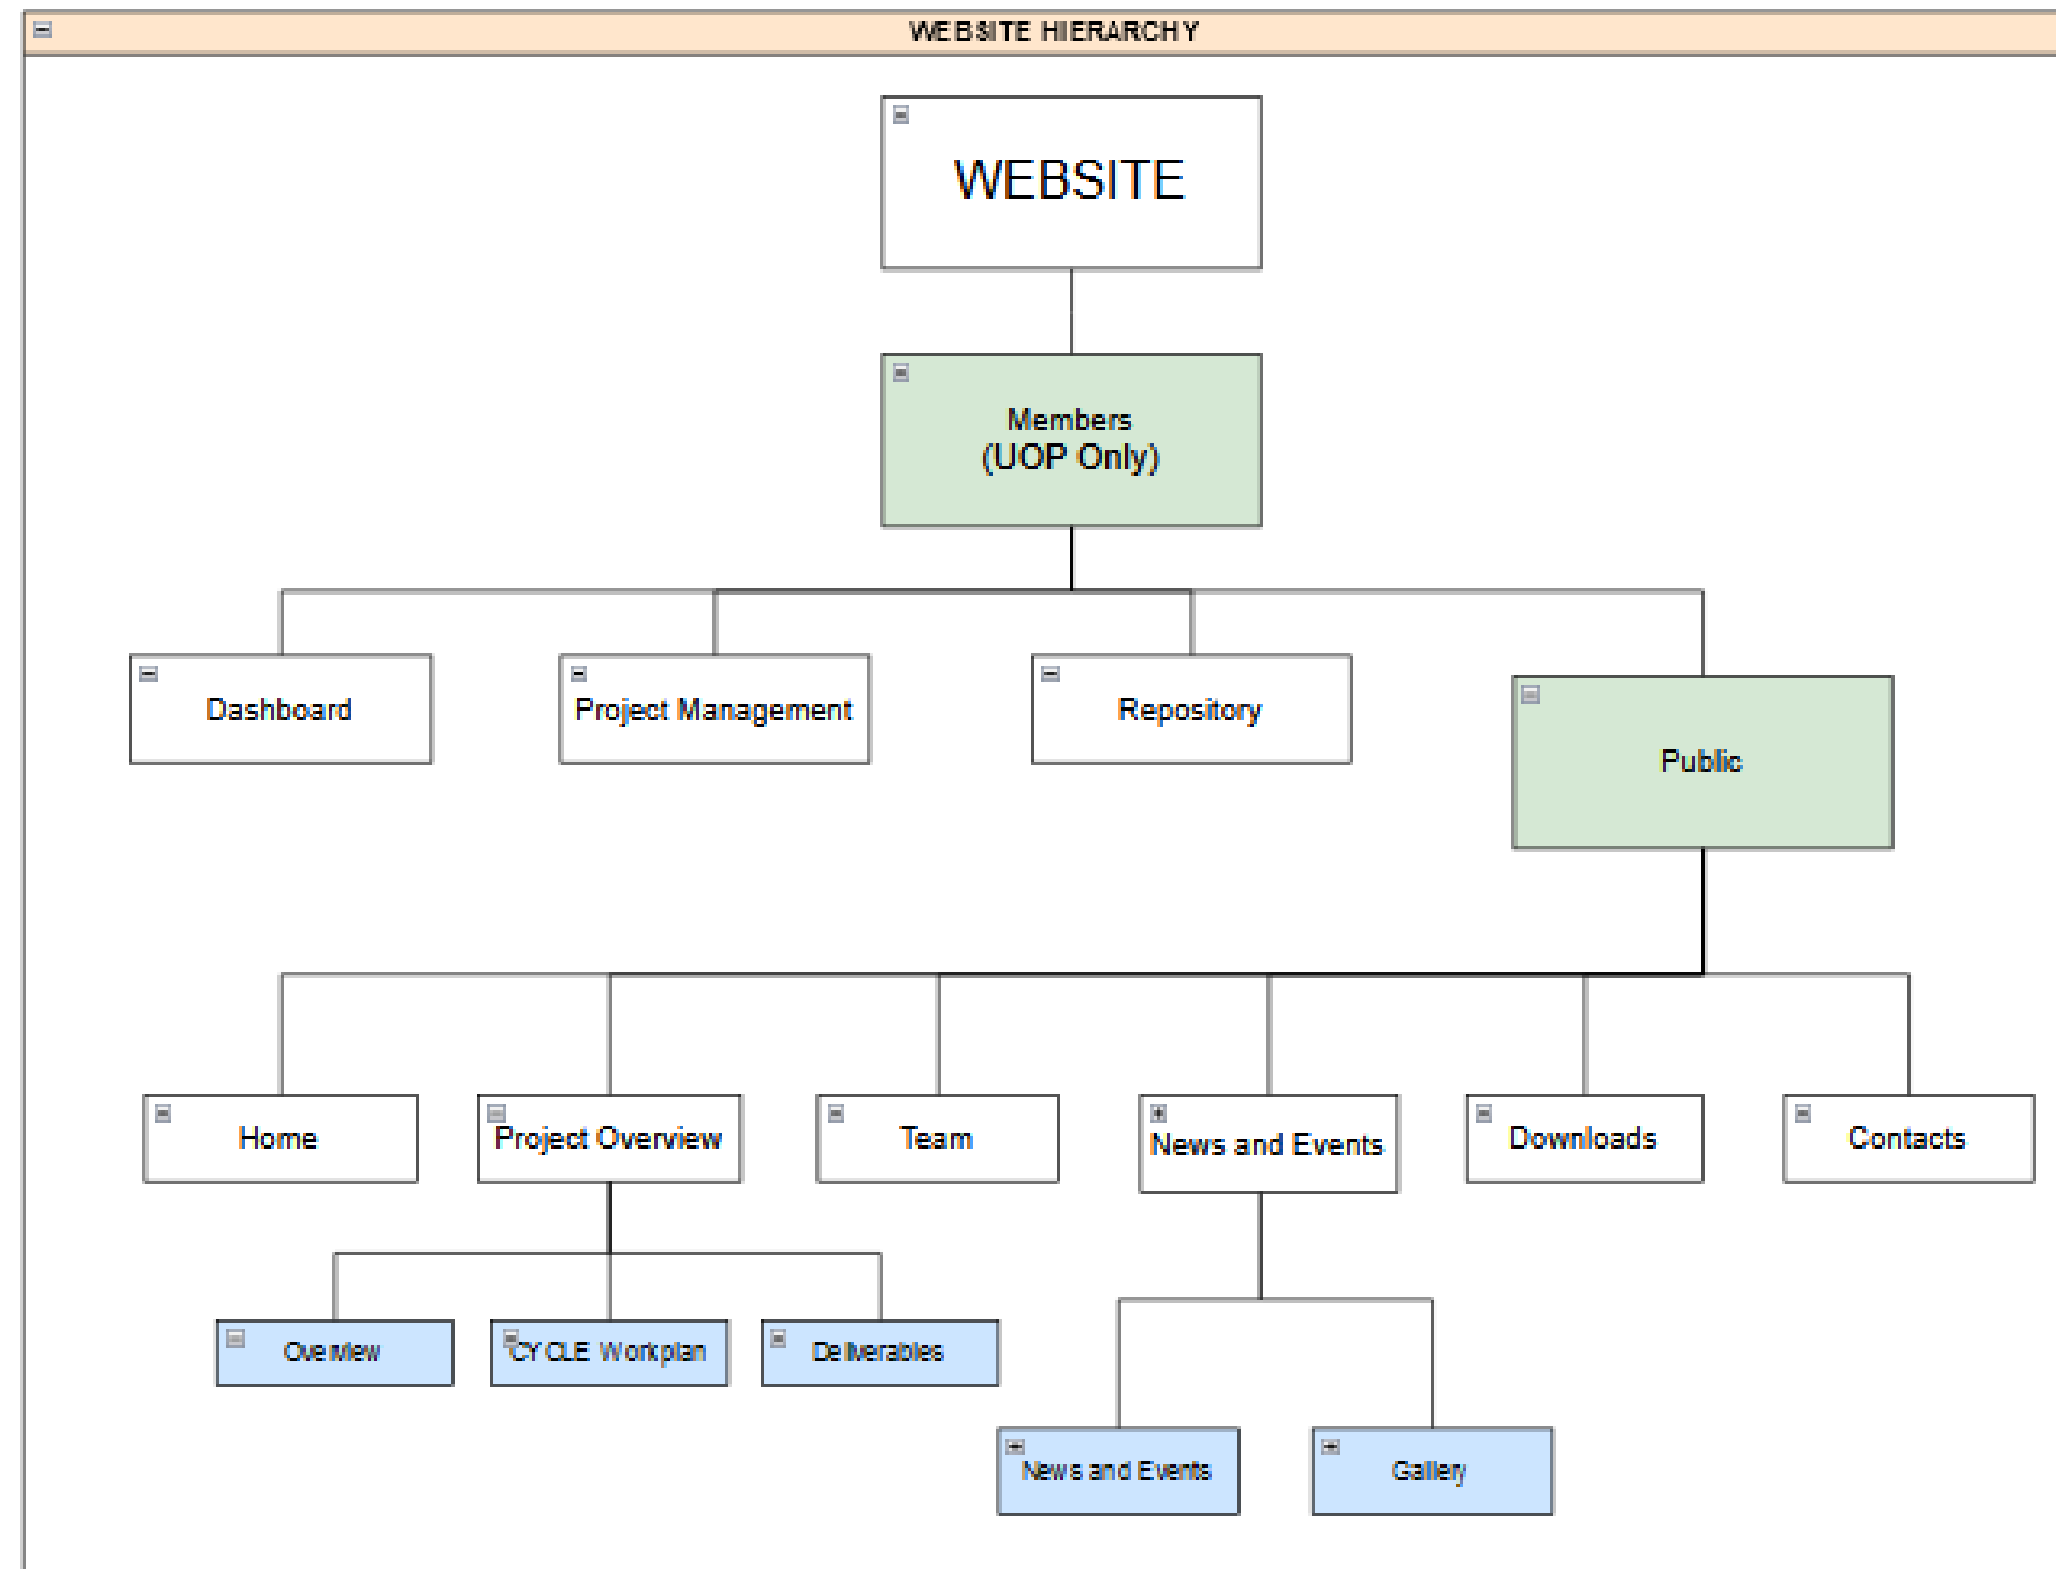 WEBSITE HIERARCHY
WEBSITE
Members
(UOP Only)
Dashboard
Project Management
Repository
Public
Home
Project Overview
Team
News and Events
Downloads
Contacts
Overview
CYCLE Workplan
Deliverables
News and Events
Gallery